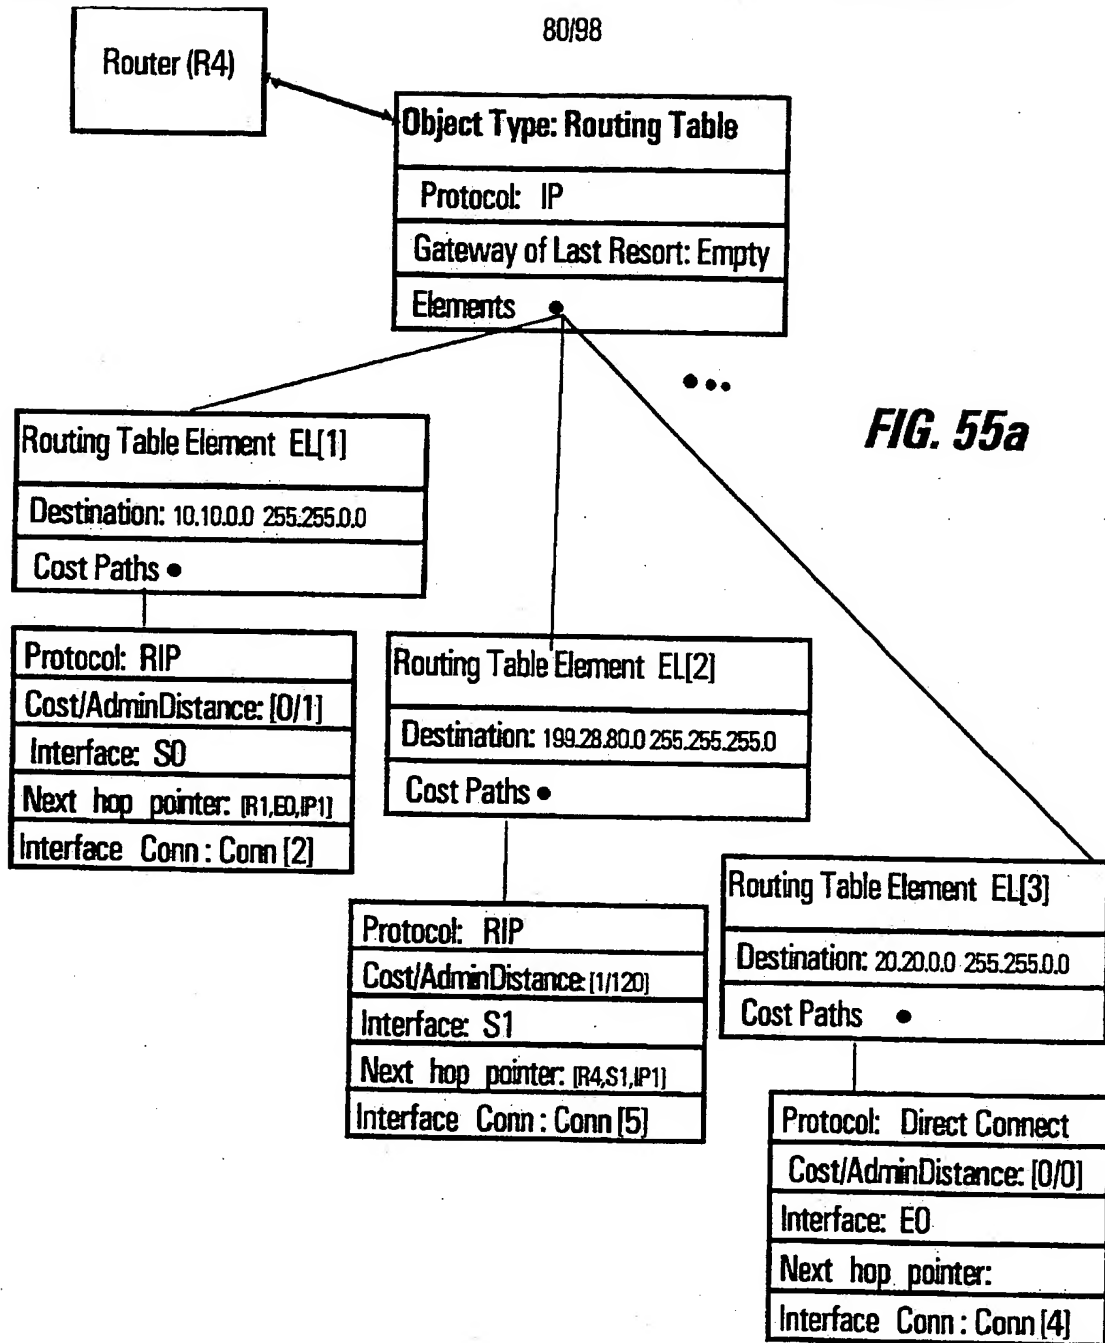 80/98
Router (R4)
Object Type: Routing Table
Protocol: IP
Gateway of Last Resort: Empty
Elements
FIG. 55a
Routing Table Element EL[1]
Destination: 10.10.0.0 255.255.0.0
Cost Paths
Protocol: RIP
Cost/AdminDistance: [0/1]
Interface: S0
Next hop pointer: [R1,E0,IP1]
Interface Conn : Conn [2]
Routing Table Element EL[2]
Destination: 199.28.80.0 255.255.255.0
Cost Paths
Protocol: RIP
Cost/AdminDistance: [1/120]
Interface: S1
Next hop pointer: [R4,S1,IP1]
Interface Conn : Conn [5]
Routing Table Element EL[3]
Destination: 20.20.0.0 255.255.0.0
Cost Paths
Protocol: Direct Connect
Cost/AdminDistance: [0/0]
Interface: E0
Next hop pointer:
Interface Conn : Conn [4]